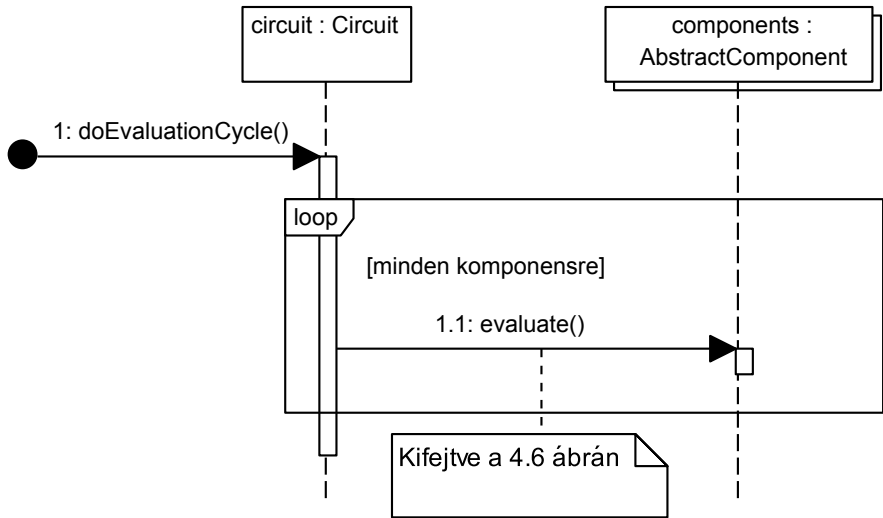 circuit : Circuit
components :
AbstractComponent
1: doEvaluationCycle()
loop
[minden komponensre]
1.1: evaluate()
Kifejtve a 4.6 ábrán